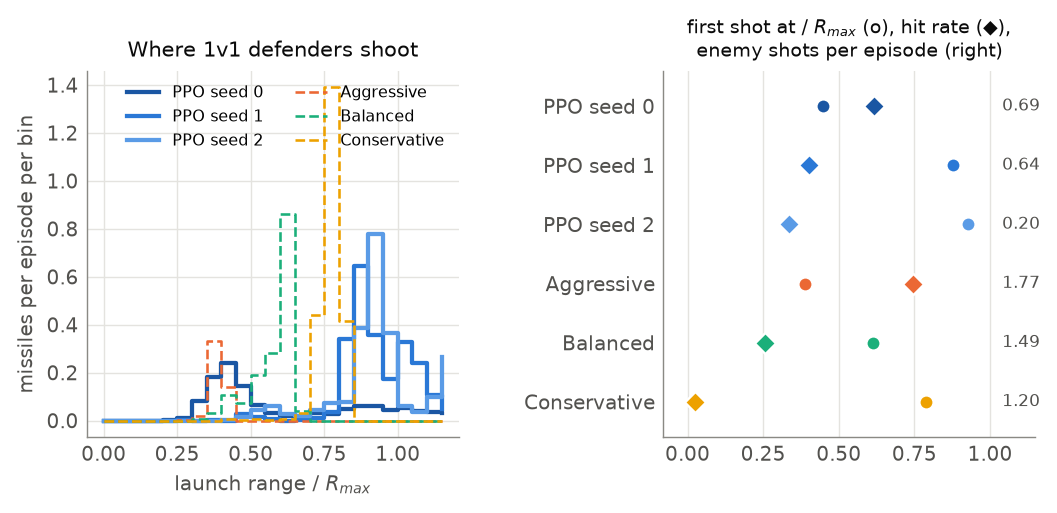 Where 1v1 defenders shoot
PPO seed 0
PPO seed 1
PPO seed 2
Aggressive
Balanced
Conservative
missiles per episode per bin
1.4
1.2
1.0
0.8
0.6
0.4
0.2
0.0
0.00 0.25 0.50 0.75 1.00
launch range / Rmax
first shot at / Rmax (o), hit rate (◆),
enemy shots per episode (right)
PPO seed 0 0.69
PPO seed 1 0.64
PPO seed 2 0.20
Aggressive 1.77
Balanced 1.49
Conservative 1.20
0.00 0.25 0.50 0.75 1.00